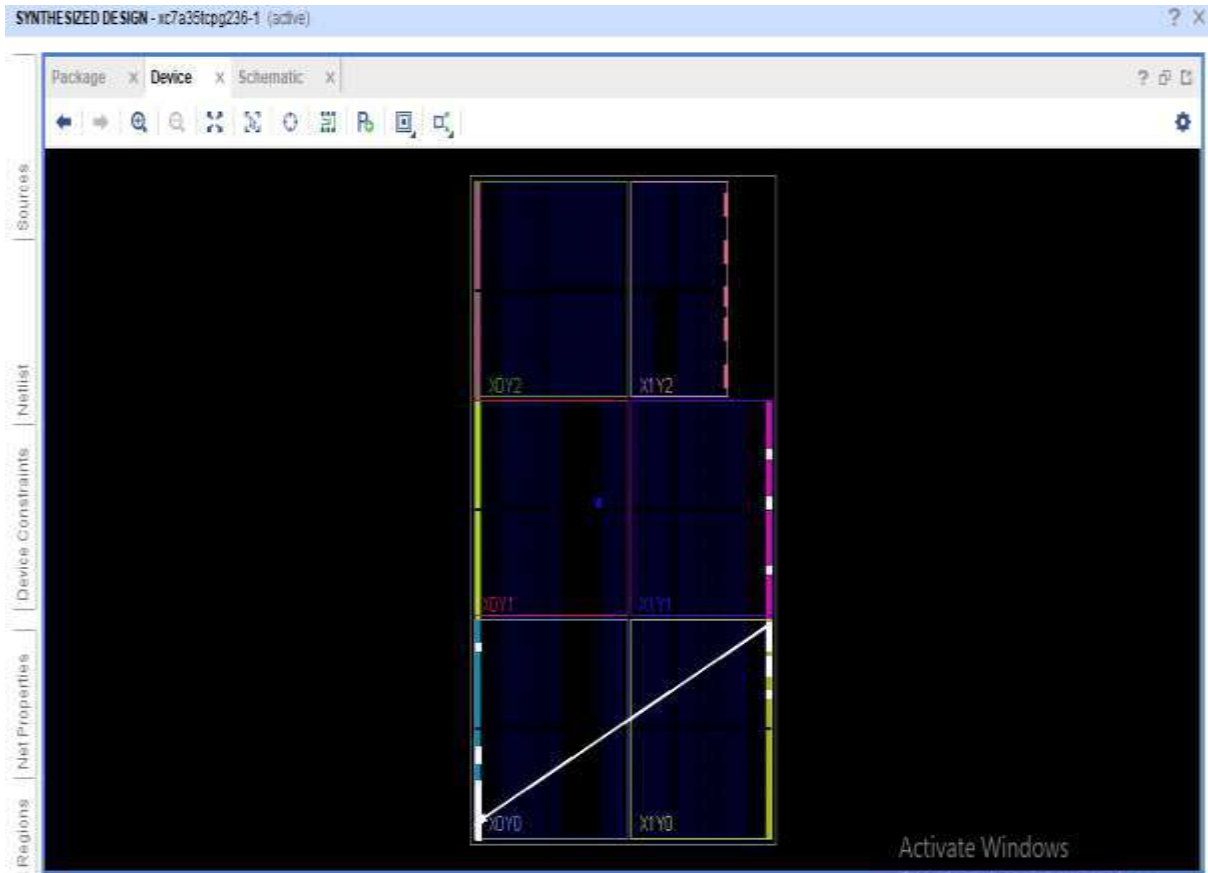 SYNTHESIZED DESIGN - xc7a35tcpg236-1 (active)
Package
Device
Schematic
Sources
Netlist
Device Constraints
Net Properties
Regions
X0Y2
X1Y2
X0Y1
X1Y1
X0Y0
X1Y0
Activate Windows